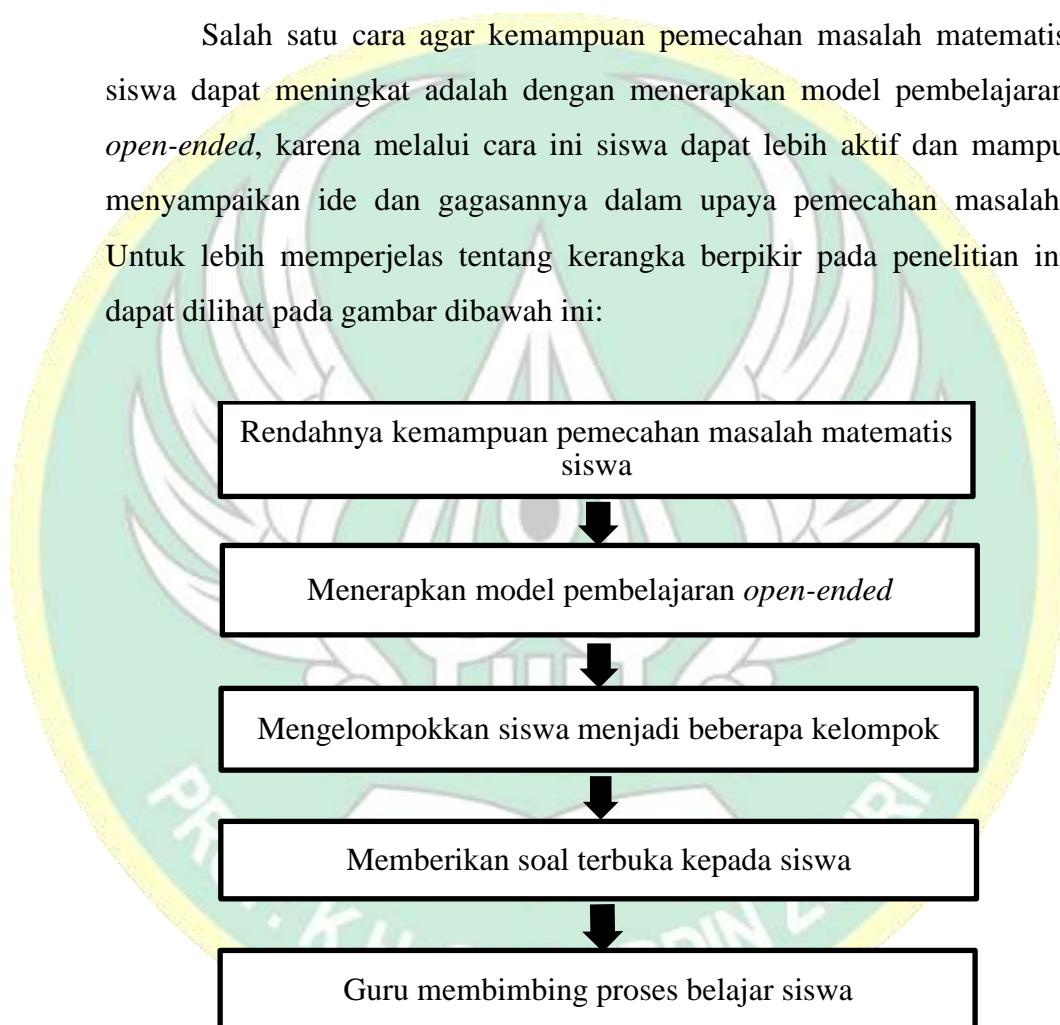 Salah satu cara agar kemampuan pemecahan masalah matematis
siswa dapat meningkat adalah dengan menerapkan model pembelajaran
open-ended, karena melalui cara ini siswa dapat lebih aktif dan mampu
menyampaikan ide dan gagasannya dalam upaya pemecahan masalah
Untuk lebih memperjelas tentang kerangka berpikir pada penelitian in
dapat dilihat pada gambar dibawah ini:
Rendahnya kemampuan pemecahan masalah matematis
siswa
Menerapkan model pembelajaran open-ended
Mengelompokkan siswa menjadi beberapa kelompok
Memberikan soal terbuka kepada siswa
Guru membimbing proses belajar siswa
PROF. K.H.